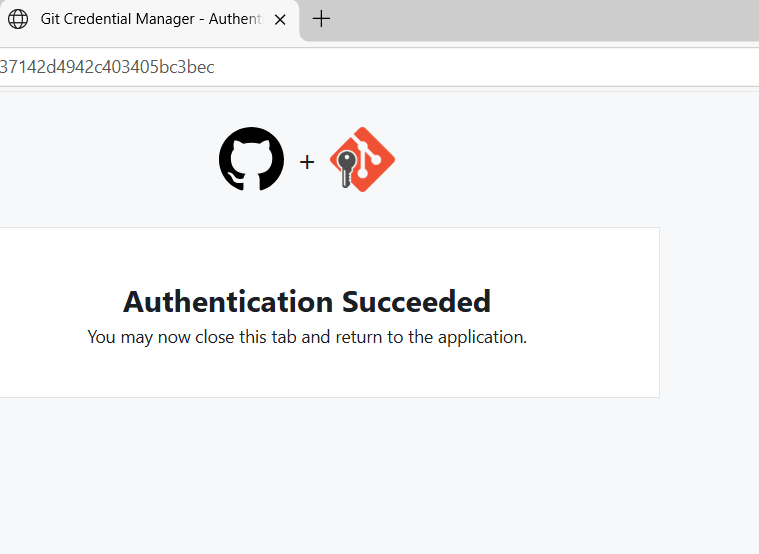 Git Credential Manager - Authent
37142d4942c403405bc3bec
+
Authentication Succeeded
You may now close this tab and return to the application.